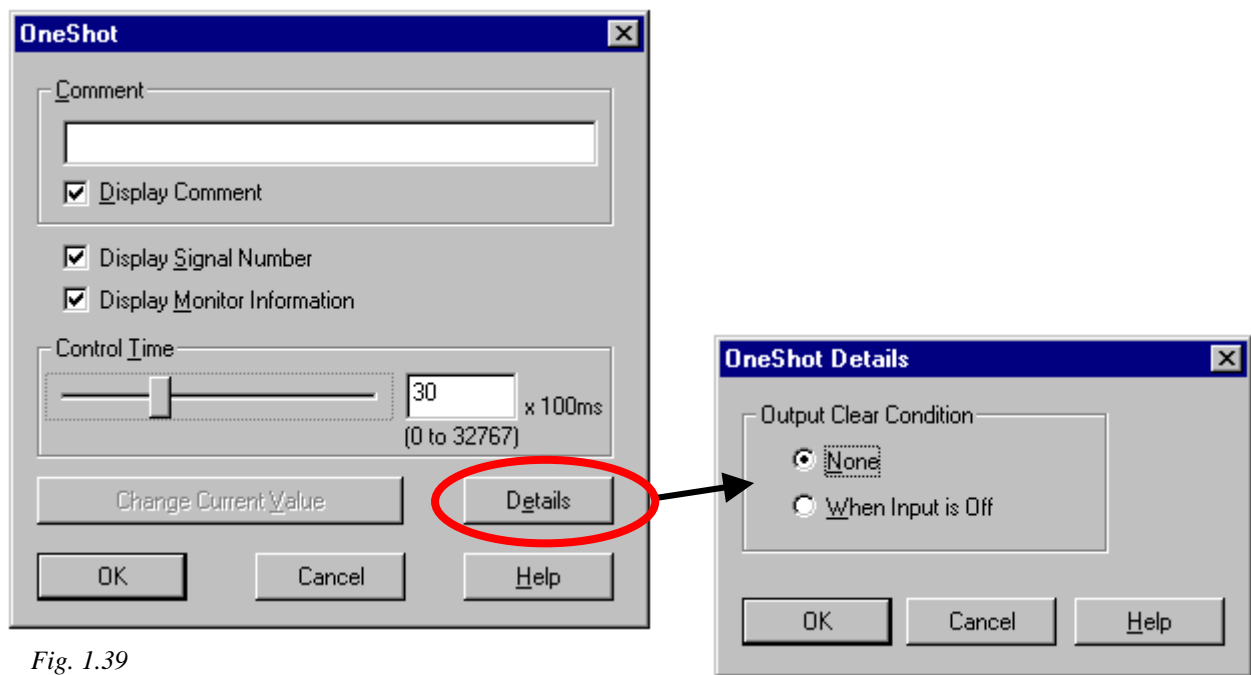 OneShot
Comment
Display Comment
Display Signal Number
Display Monitor Information
Control Time
30
x 100ms
(0 to 32767)
Change Current Value
Details
OK
Cancel
Help
OneShot Details
Output Clear Condition
None
When Input is Off
OK
Cancel
Help
Fig. 1.39